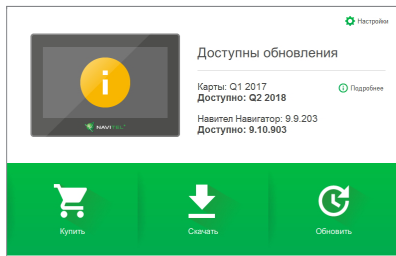 Настройки
Доступны обновления
Карты: Q1 2017
Подробнее
Доступно: Q2 2018
Навител Навигатор: 9.9.203
Доступно: 9.10.903
NAVITEL
Купить
Скачать
Обновить